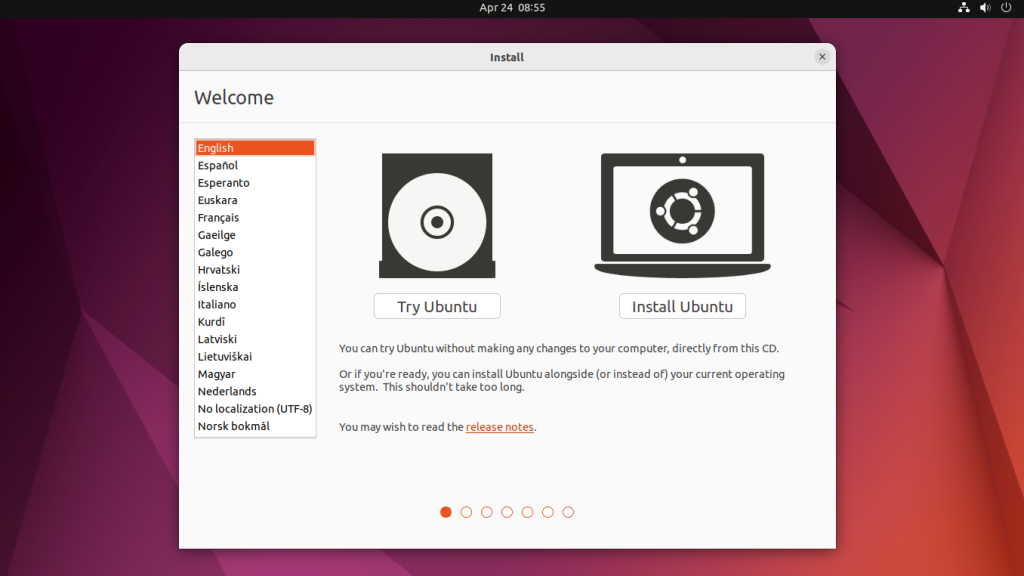 Apr 24 08:55
Install
Welcome
English
Español
Esperanto
Euskara
Français
Gaeilge
Galego
Hrvatski
Íslenska
Italiano
Kurdî
Latviski
Lietuviškai
Magyar
Nederlands
No localization (UTF-8)
Norsk bokmål
Try Ubuntu
Install Ubuntu
You can try Ubuntu without making any changes to your computer, directly from this CD.
Or if you're ready, you can install Ubuntu alongside (or instead of) your current operating
system. This shouldn't take too long.
You may wish to read the release notes.